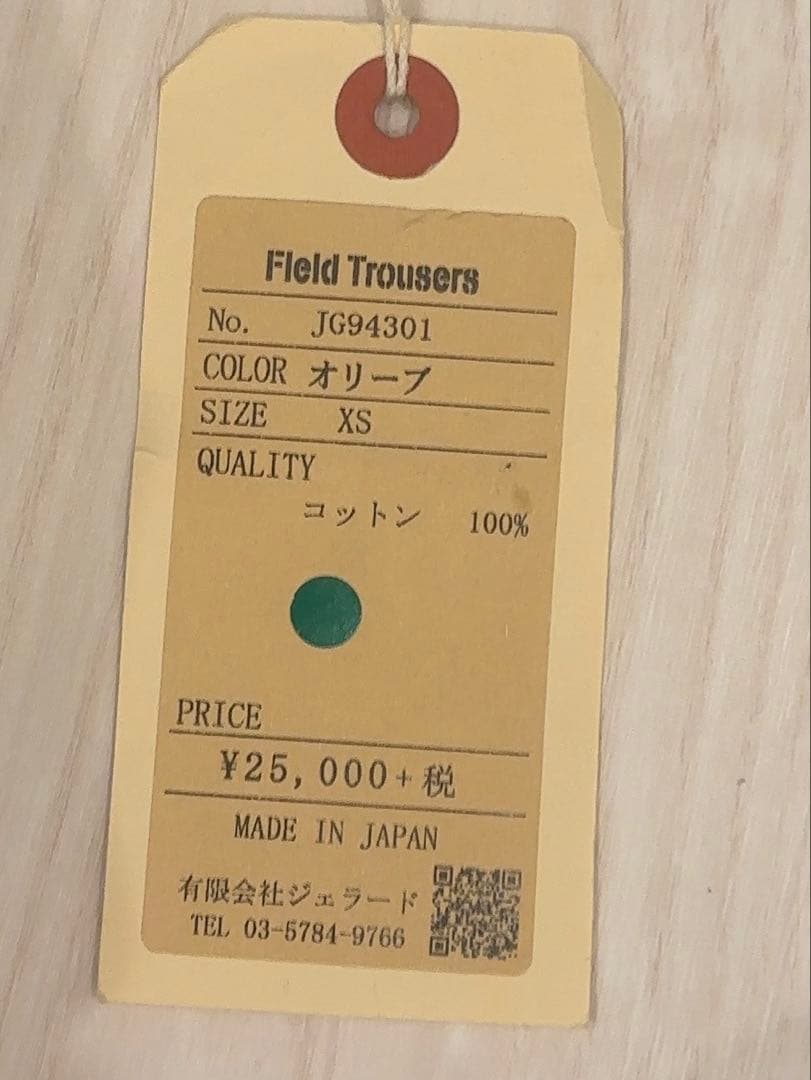 Field Trousers
No. JG94301
COLOR オリーブ
SIZE XS
QUALITY
コットン 100%
PRICE
¥25,000+税
MADE IN JAPAN
有限会社ジェラード
TEL 03-5784-9766